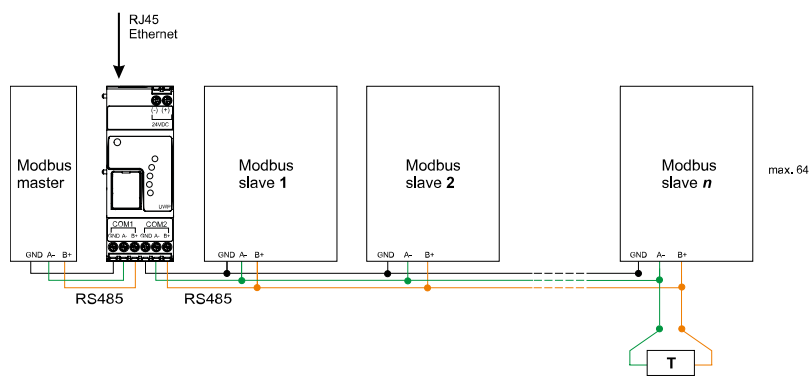 RJ45
Ethernet
(-) (+)
24VDC
Modbus
master
Modbus
slave 1
Modbus
slave 2
Modbus
slave n
max. 64
COM1 COM2
GND A- B+ GND A- B+
GND A- B+
GND A- B+
GND A- B+
GND A- B+
RS485
RS485
T